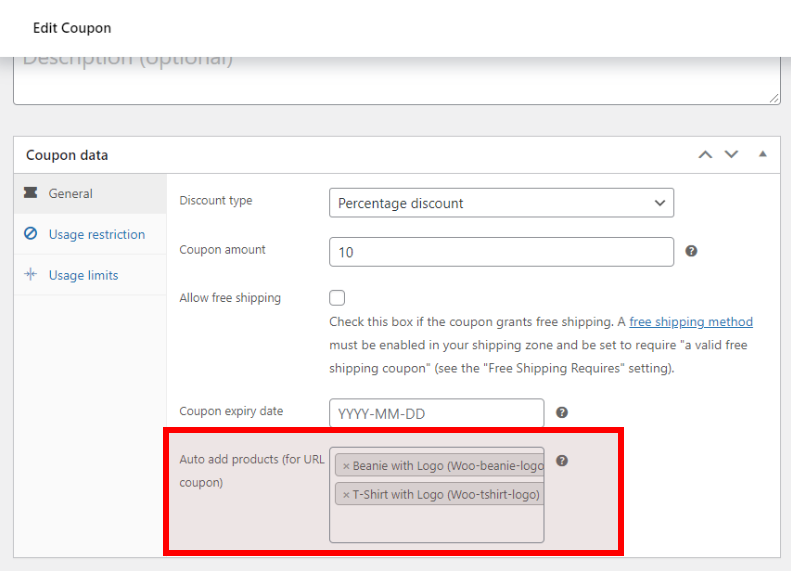 Edit Coupon
Description (optional)
Coupon data
General
Usage restriction
Usage limits
Discount type
Percentage discount
Coupon amount
10
Allow free shipping
Check this box if the coupon grants free shipping. A free shipping method
must be enabled in your shipping zone and be set to require "a valid free
shipping coupon" (see the "Free Shipping Requires" setting).
Coupon expiry date
YYYY-MM-DD
Auto add products (for URL
coupon)
× Beanie with Logo (Woo-beanie-logo
× T-Shirt with Logo (Woo-tshirt-logo)